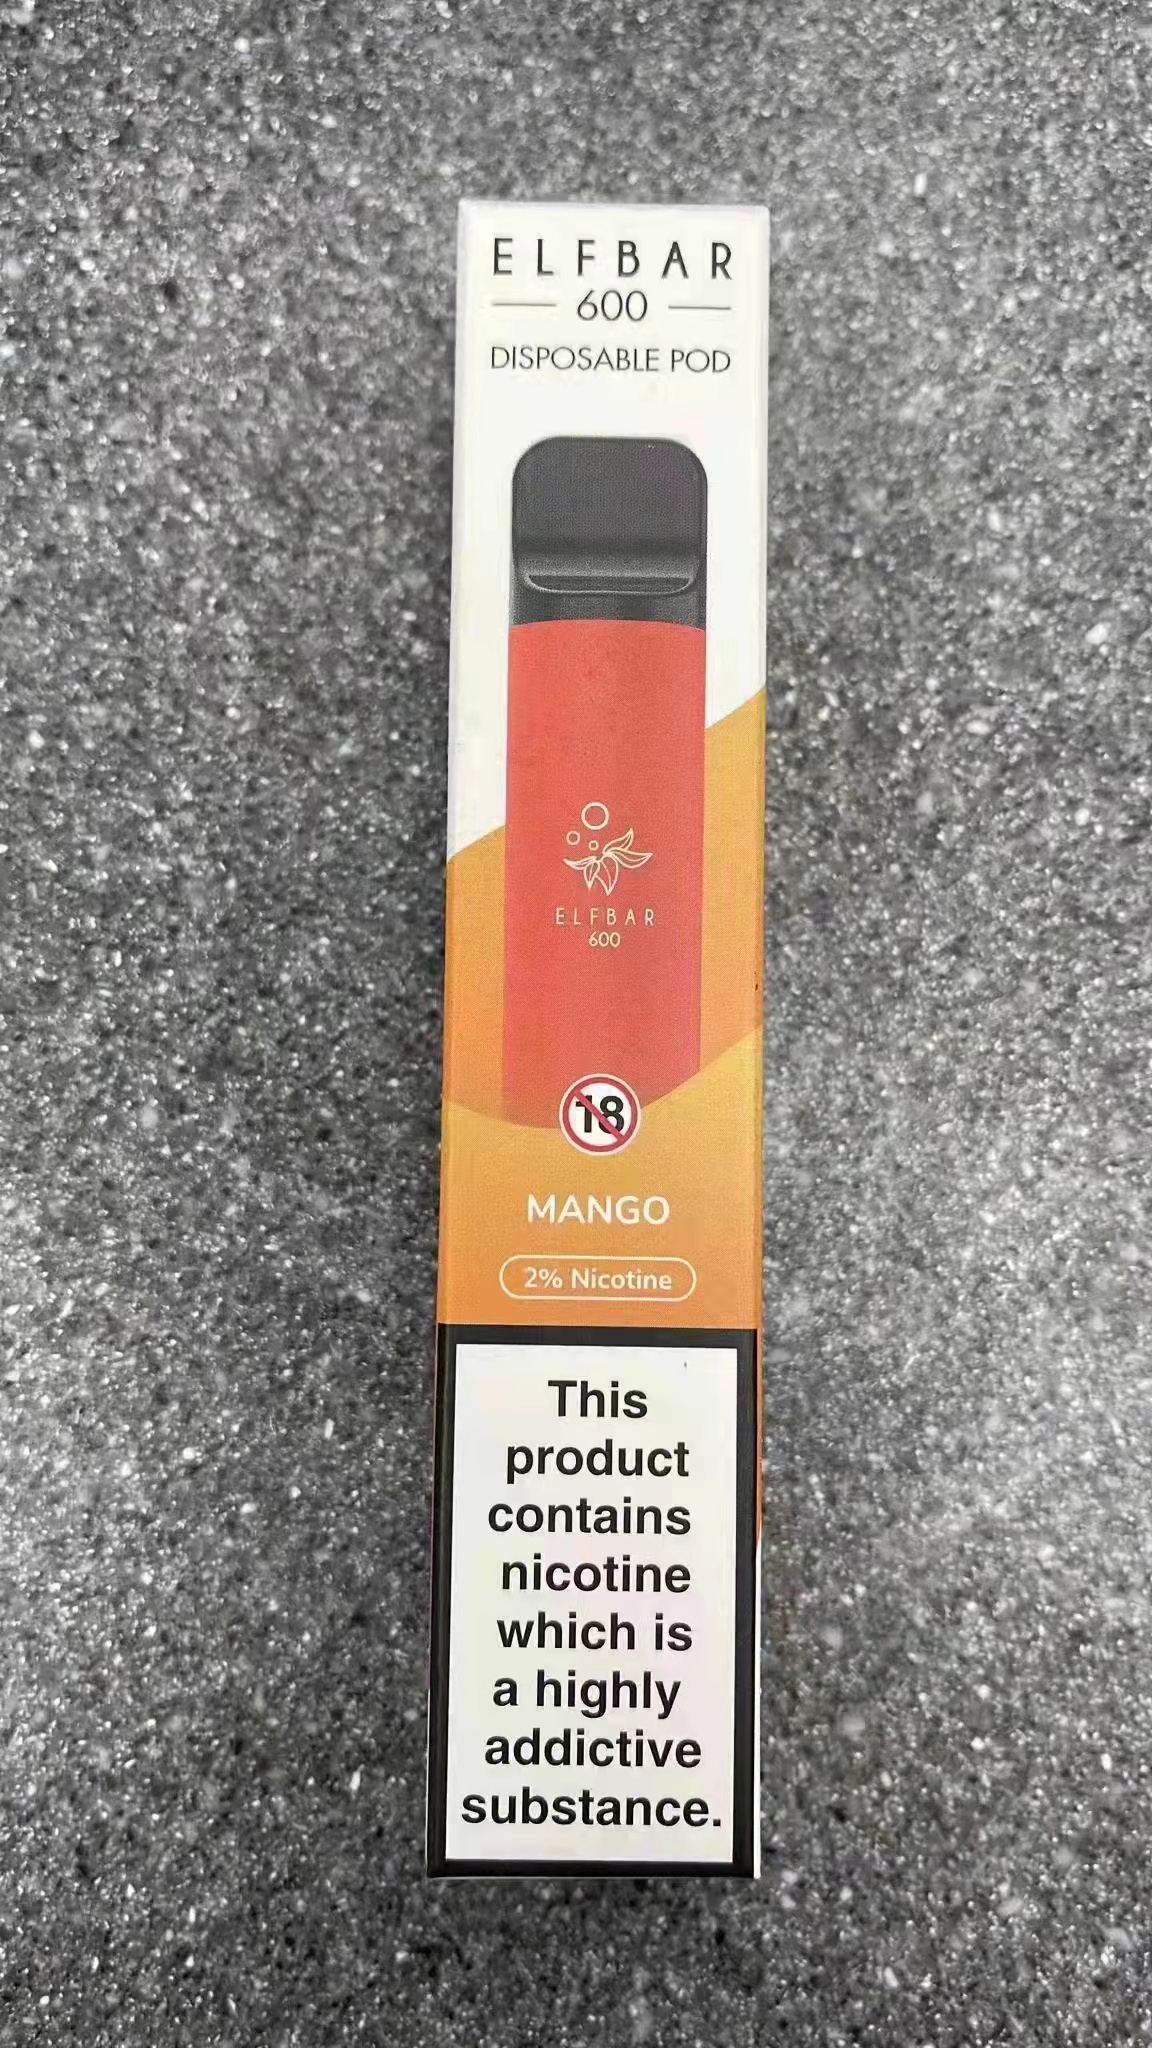 ELFBAR
600
DISPOSABLE POD
ELFBAR
600
18
MANGO
2% Nicotine
This
product
contains
nicotine
which is
a highly
addictive
substance.